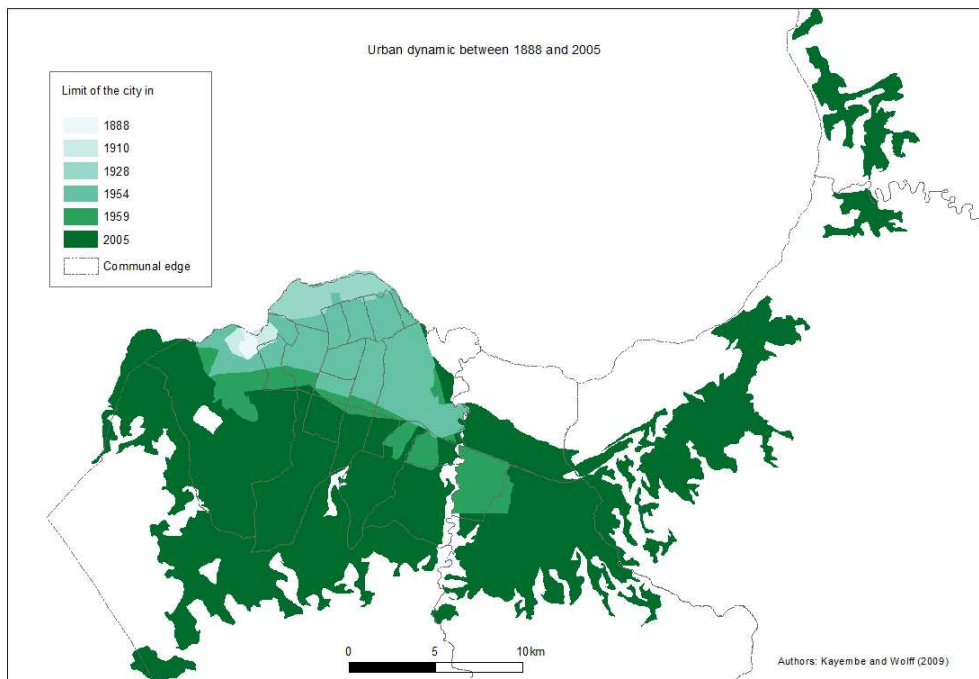 Urban dynamic between 1888 and 2005
Limit of the city in
1888
1910
1928
1954
1959
2005
Communal edge
0 5 10km
Authors: Kayembe and Wolff (2009)